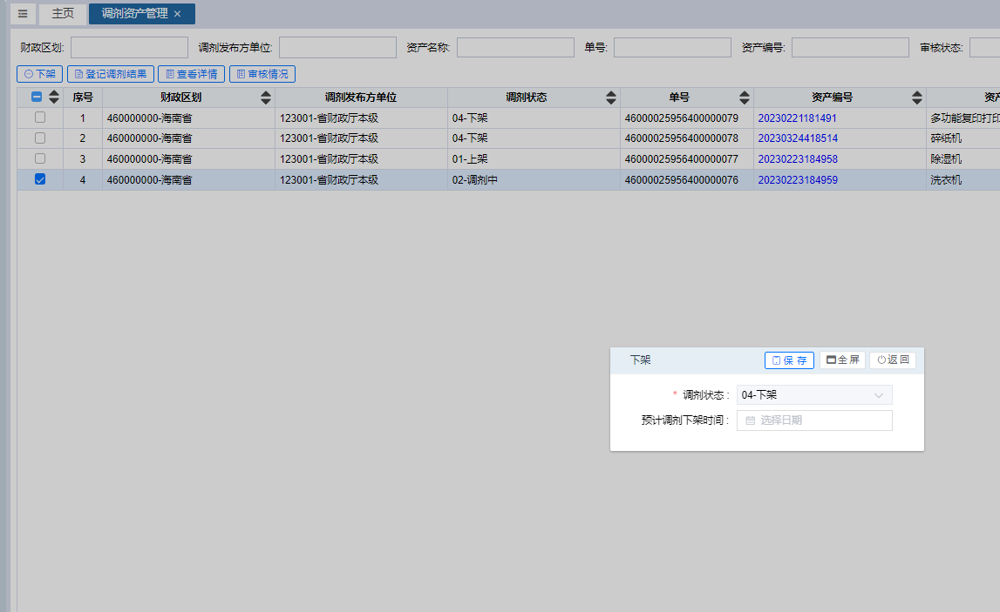 主页 调剂资产管理 ×
财政区划: 调剂发布方单位: 资产名称: 单号: 资产编号: 审核状态:
下架 登记调剂结果 查看详情 审核情况
序号 财政区划 调剂发布方单位 调剂状态 单号 资产编号 资产
1 460000000-海南省 123001-省财政厅本级 04-下架 46000025956400000079 20230221181491 多功能复印打印
2 460000000-海南省 123001-省财政厅本级 04-下架 46000025956400000078 20230324418514 碎纸机
3 460000000-海南省 123001-省财政厅本级 01-上架 46000025956400000077 20230223184958 除湿机
4 460000000-海南省 123001-省财政厅本级 02-调剂中 46000025956400000076 20230223184959 洗衣机
下架 保存 全屏 返回
* 调剂状态: 04-下架
预计调剂下架时间: 选择日期